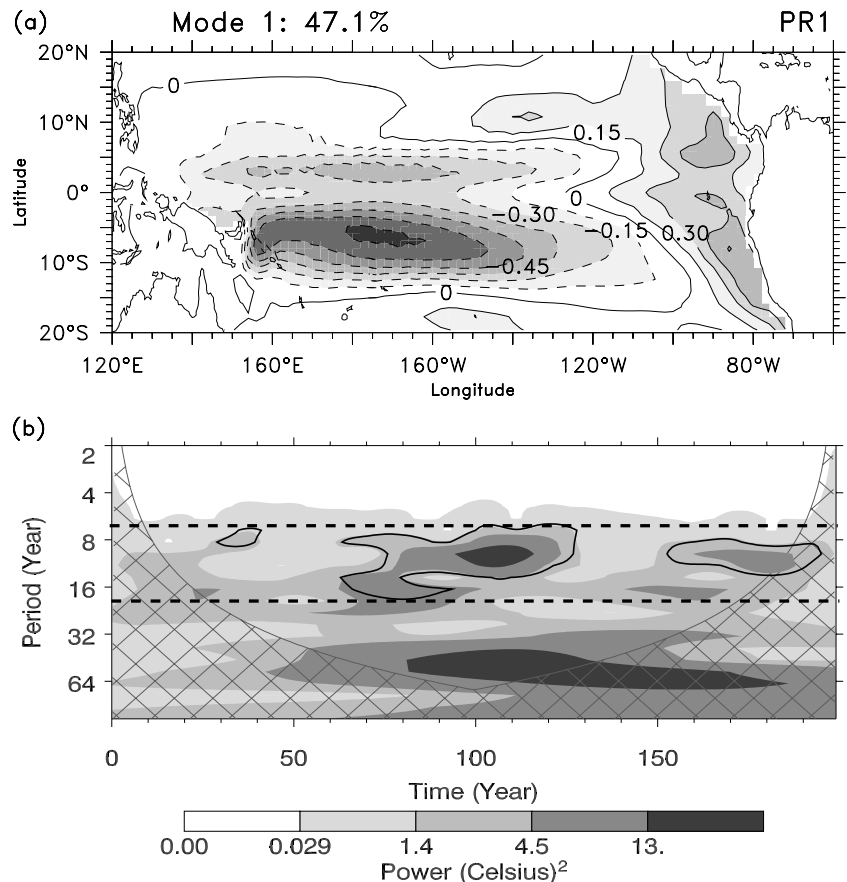 (a) Mode 1: 47.1% PR1
20°N
10°N
0°
10°S
20°S
Latitude
0
0.15
0
−0.30
−0.15 0.30
−0.45
0
120°E 160°E 160°W 120°W 80°W
Longitude
(b)
2
4
8
16
32
64
Period (Year)
0 50 100 150
Time (Year)
0.00 0.029 1.4 4.5 13.
Power (Celsius)²